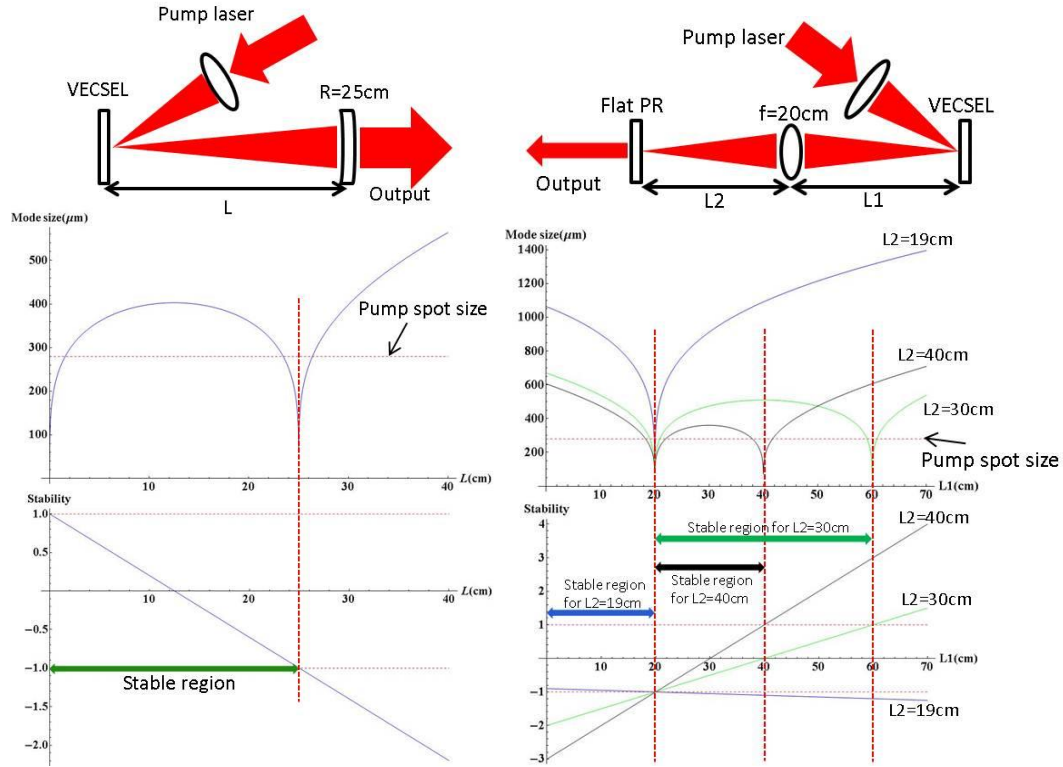 Pump laser
VECSEL
R=25cm
L
Output
Pump laser
Flat PR
f=20cm
VECSEL
Output
L2
L1
Mode size(μm)
500
400
300
200
100
Pump spot size
10
20
30
40
L(cm)
Stability
1.0
0.5
−0.5
−1.0
−1.5
−2.0
10
20
30
40
L(cm)
Stable region
Mode size(μm)
1400
1200
1000
800
600
400
200
L2=19cm
L2=40cm
L2=30cm
Pump spot size
10
20
30
40
50
60
70
L1(cm)
Stability
4
3
2
1
−1
−2
−3
L2=40cm
Stable region for L2=30cm
Stable region
for L2=19cm
Stable region
for L2=40cm
L2=30cm
10
20
30
40
50
60
70
L1(cm)
L2=19cm